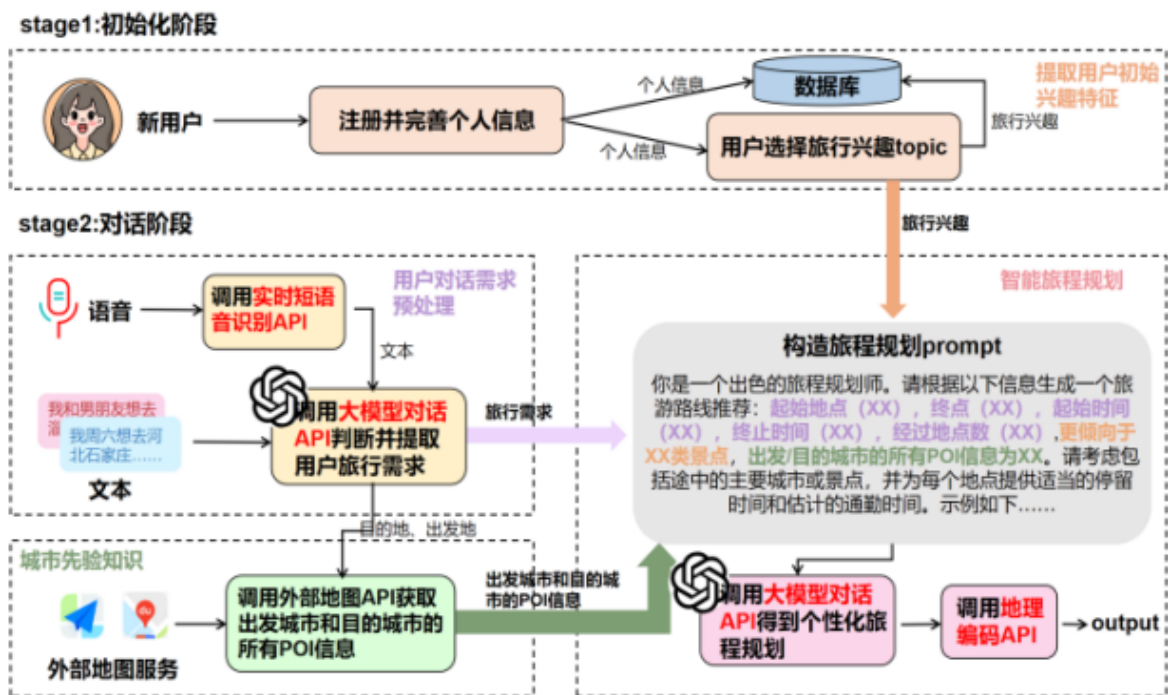 stage1:初始化阶段
新用户
注册并完善个人信息
个人信息
个人信息
数据库
用户选择旅行兴趣topic
旅行兴趣
提取用户初始
兴趣特征
旅行兴趣
stage2:对话阶段
用户对话需求
预处理
语音
调用实时短语
音识别API
文本
我和男朋友想去
我周六想去河
北石家庄……
文本
调用大模型对话
API判断并提取
用户旅行需求
旅行需求
目的地、出发地
城市先验知识
外部地图服务
du
调用外部地图API获取
出发城市和目的城市的
所有POI信息
出发城市和目的城
市的POI信息
智能旅程规划
构造旅程规划prompt
你是一个出色的旅程规划师。请根据以下信息生成一个旅
游路线推荐：起始地点（XX），终点（XX），起始时间
（XX），终止时间（XX），经过地点数（XX）,更倾向于
XX类景点，出发/目的城市的所有POI信息为XX。请考虑包
括途中的主要城市或景点，并为每个地点提供适当的停留
时间和估计的通勤时间。示例如下……
调用大模型对话
API得到个性化旅
程规划
调用地理
编码API
output